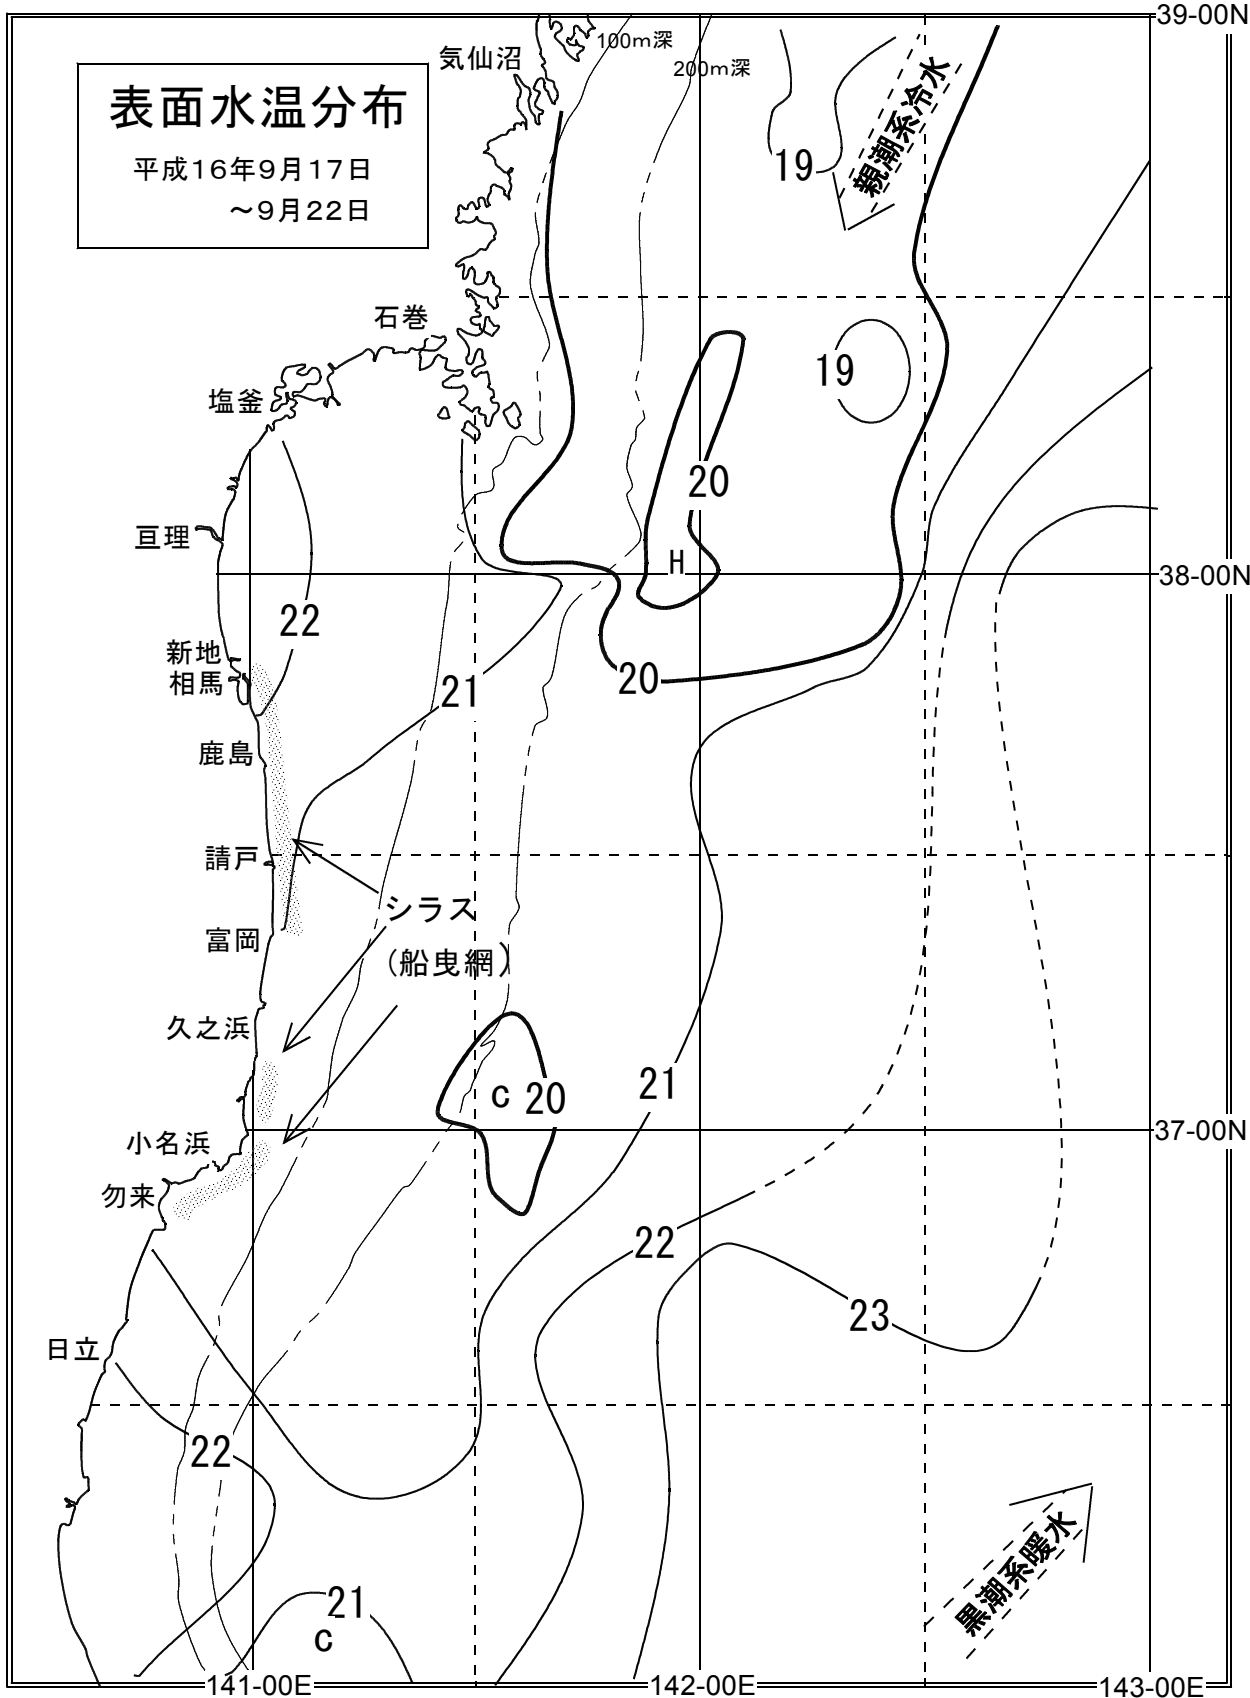 39-00N
100m深
気仙沼
200m深
表面水温分布
平成16年9月17日
～9月22日
親潮系冷水
19
石巻
19
塩釜
20
亘理
H
38-00N
22
新地
相馬
20
21
鹿島
請戸
シラス
富岡
(船曳網)
久之浜
21
C 20
37-00N
小名浜
勿来
22
23
日立
22
黒潮系暖水
21
C
141-00E
142-00E
143-00E